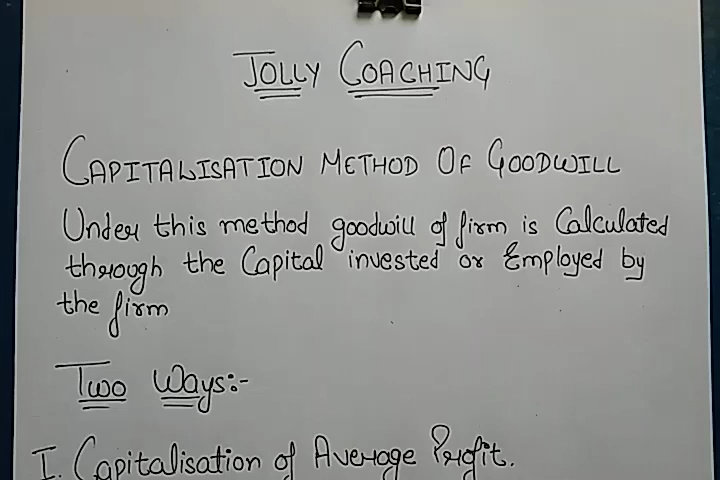 JOLLY COACHING
CAPITALISATION METHOD OF GOODWILL
Under this method goodwill of firm is Calculated
through the Capital invested or Employed by
the firm
Two Ways:-
I. Capitalisation of Average Profit.